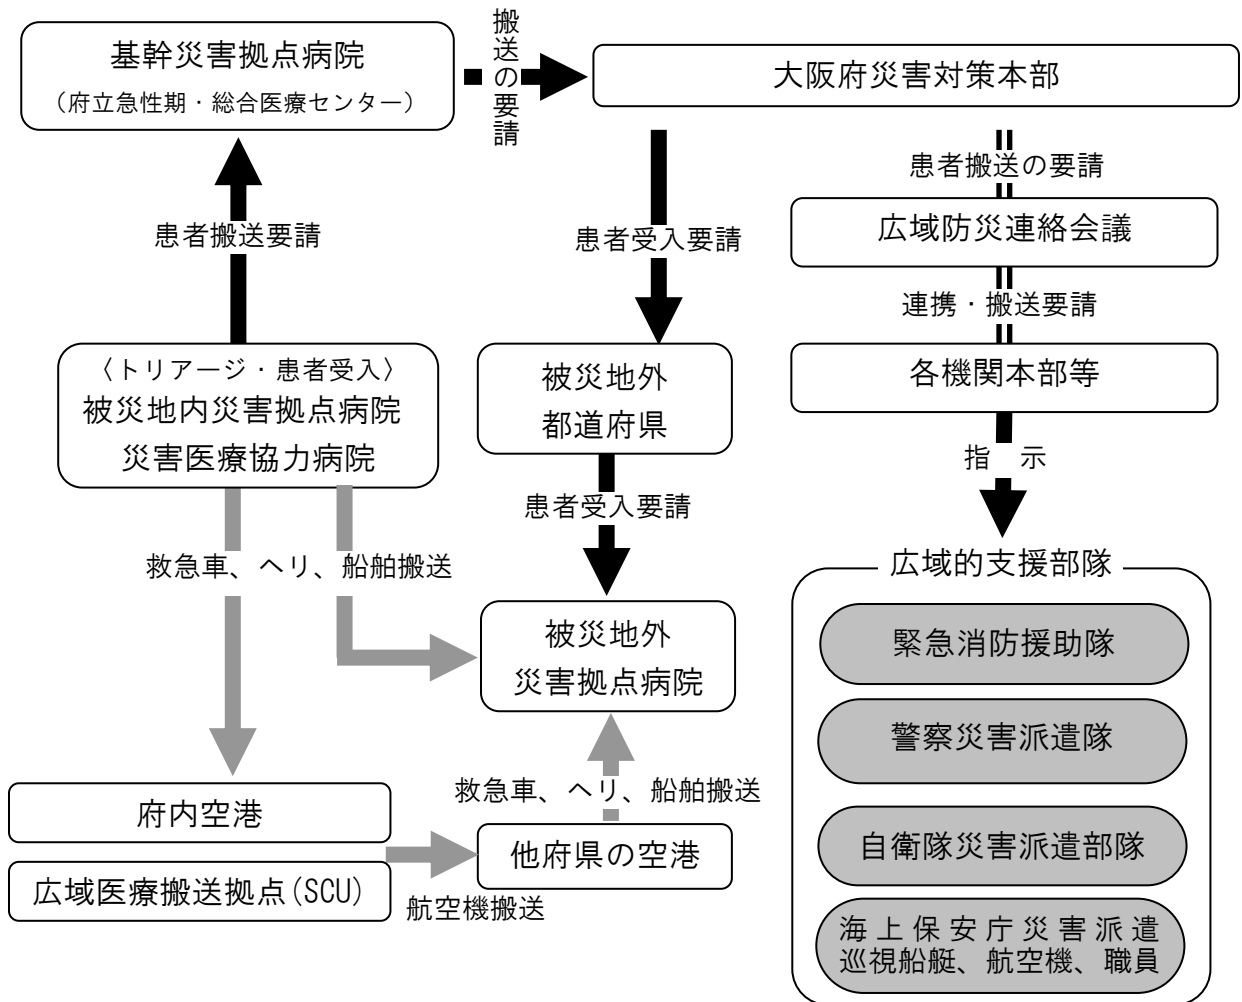 基幹災害拠点病院
（府立急性期・総合医療センター）
搬送の要請
大阪府災害対策本部
患者搬送要請
患者受入要請
患者搬送の要請
広域防災連絡会議
連携・搬送要請
〈トリアージ・患者受入〉
被災地内災害拠点病院
災害医療協力病院
被災地外
都道府県
各機関本部等
指　示
患者受入要請
救急車、ヘリ、船舶搬送
被災地外
災害拠点病院
広域的支援部隊
緊急消防援助隊
警察災害派遣隊
自衛隊災害派遣部隊
海上保安庁災害派遣
巡視船艇、航空機、職員
府内空港
広域医療搬送拠点(SCU)
航空機搬送
救急車、ヘリ、船舶搬送
他府県の空港